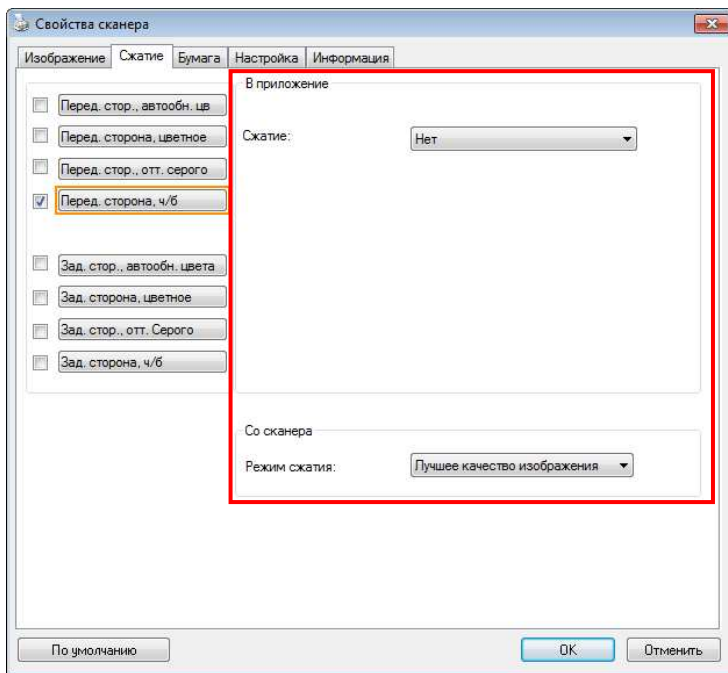 Свойства сканера
Изображение Сжатие Бумага Настройка Информация
Перед. стор., автообн. цв
Перед. сторона, цветное
Перед. стор., отт. серого
Перед. сторона, ч/б
Зад. стор., автообн. цвета
Зад. сторона, цветное
Зад. стор., отт. Серого
Зад. сторона, ч/б
В приложение
Сжатие: Нет
Со сканера
Режим сжатия: Лучшее качество изображения
По умолчанию OK Отменить